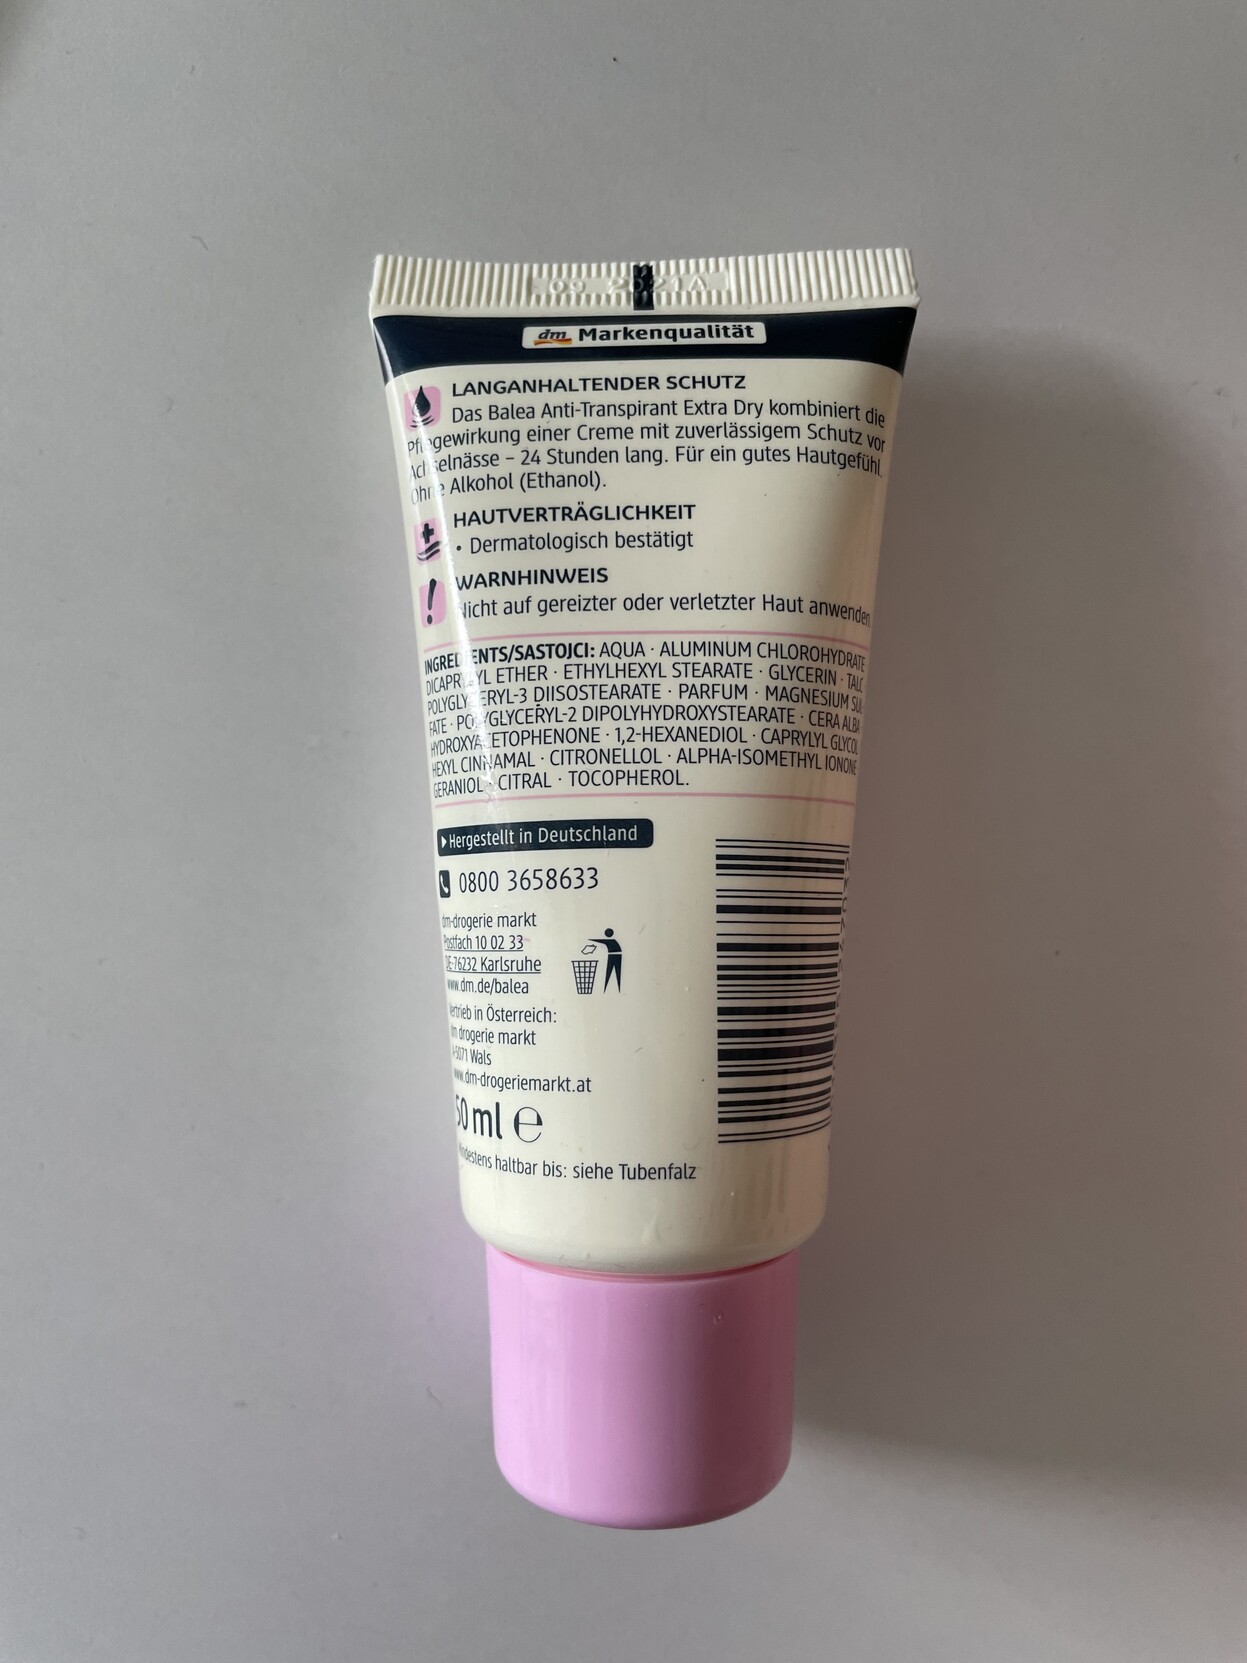 09 2021A
dm Markenqualität
LANGANHALTENDER SCHUTZ
Das Balea Anti-Transpirant Extra Dry kombiniert die
Pflegewirkung einer Creme mit zuverlässigem Schutz vor
Achselnässe – 24 Stunden lang. Für ein gutes Hautgefühl.
Ohne Alkohol (Ethanol).
HAUTVERTRÄGLICHKEIT
• Dermatologisch bestätigt
WARNHINWEIS
Nicht auf gereizter oder verletzter Haut anwenden.
INGREDIENTS/SASTOJCI: AQUA · ALUMINUM CHLOROHYDRATE
DICAPRYLYL ETHER · ETHYLHEXYL STEARATE · GLYCERIN · TALC
POLYGLYCERYL-3 DIISOSTEARATE · PARFUM · MAGNESIUM SUL-
FATE · POLYGLYCERYL-2 DIPOLYHYDROXYSTEARATE · CERA ALBA
HYDROXYACETOPHENONE · 1,2-HEXANEDIOL · CAPRYLYL GLYCOL
HEXYL CINNAMAL · CITRONELLOL · ALPHA-ISOMETHYL IONONE
GERANIOL · CITRAL · TOCOPHEROL.
Hergestellt in Deutschland
0800 3658633
dm-drogerie markt
Postfach 10 02 33
DE-76232 Karlsruhe
www.dm.de/balea
Vertrieb in Österreich:
dm drogerie markt
A-5071 Wals
www.dm-drogeriemarkt.at
50 ml e
Mindestens haltbar bis: siehe Tubenfalz